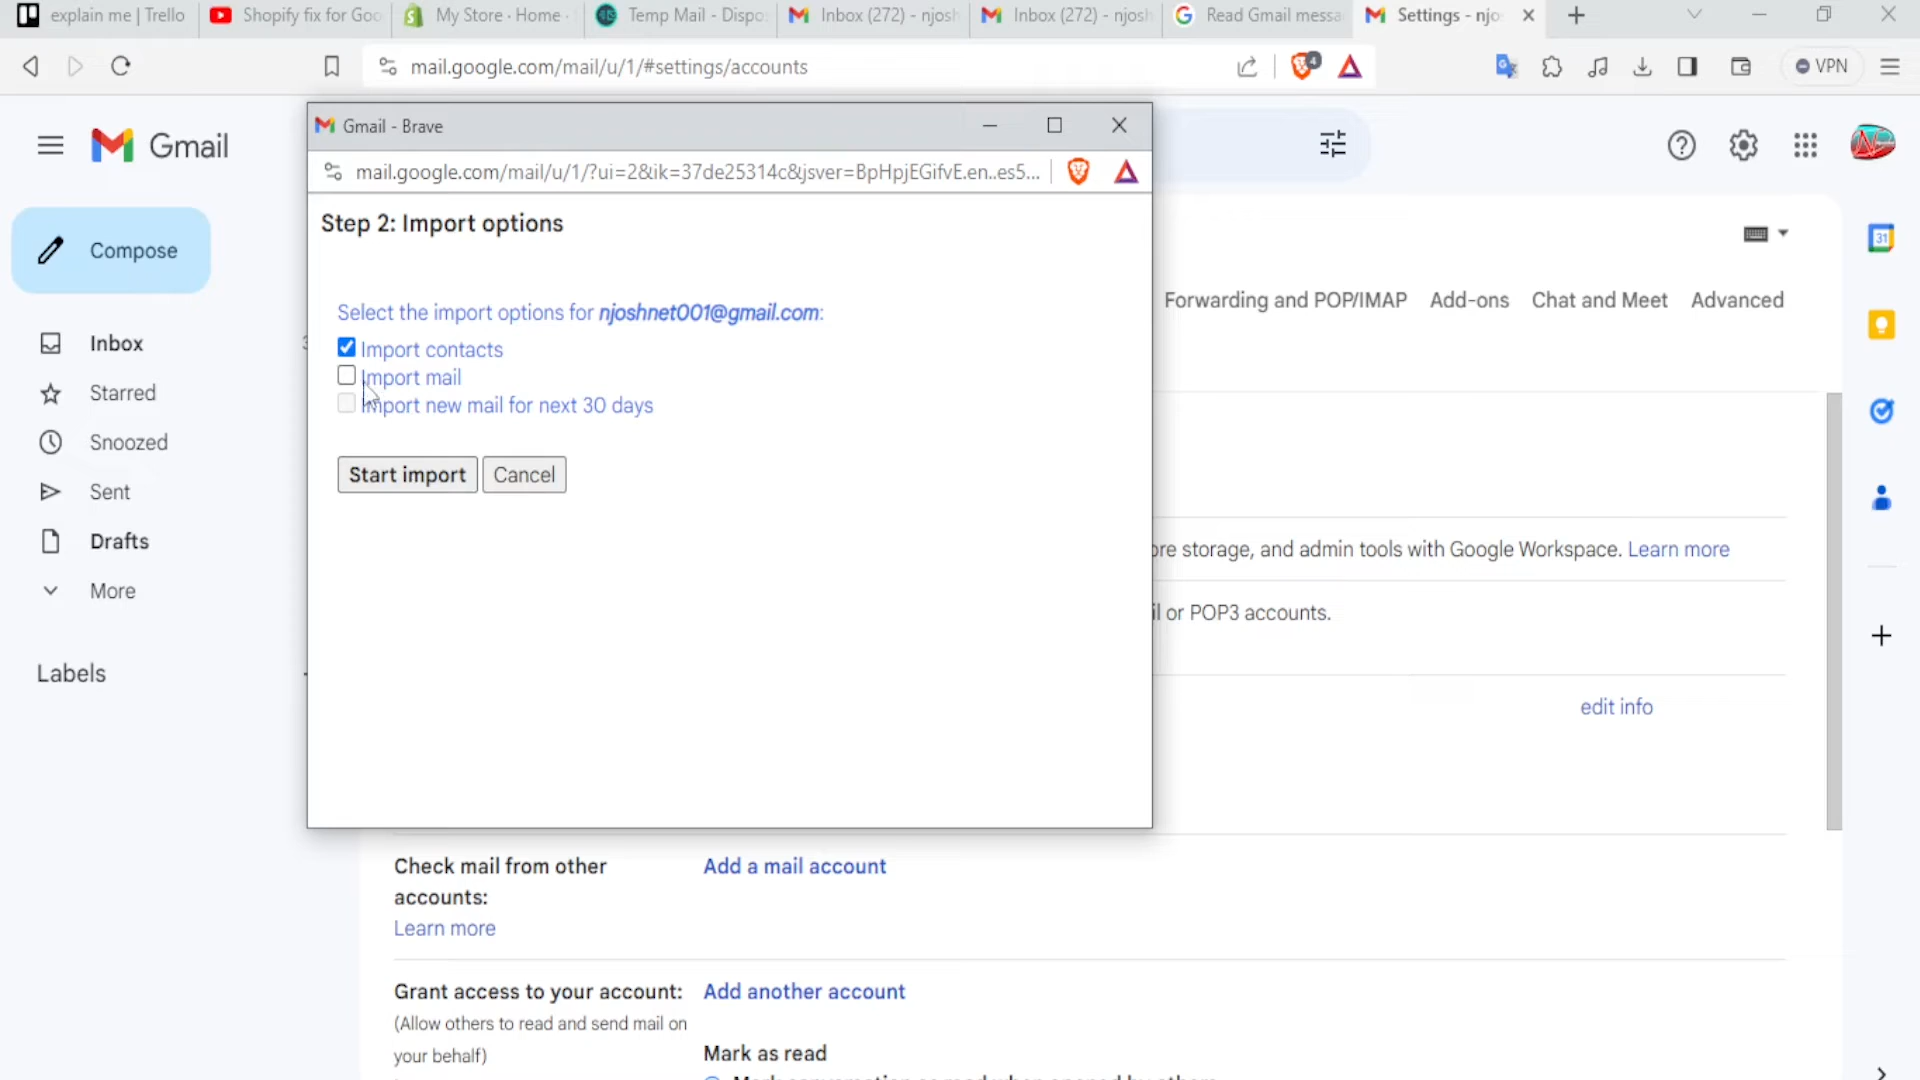 explain me | Trello
Shopify fix for Goo
My Store · Home ·
Temp Mail - Dispo
Inbox (272) - njosh
Inbox (272) - njosh
Read Gmail messa
Settings - njo
mail.google.com/mail/u/1/#settings/accounts
4
VPN
Gmail
Gmail - Brave
mail.google.com/mail/u/1/?ui=2&ik=37de25314c&jsver=BpHpjEGifvE.en..es5...
Step 2: Import options
Compose
31
Forwarding and POP/IMAP Add-ons Chat and Meet Advanced
Select the import options for njoshnet001@gmail.com:
Inbox
Import contacts
Import mail
Starred
Import new mail for next 30 days
Snoozed
Start import Cancel
Sent
Drafts
ore storage, and admin tools with Google Workspace. Learn more
More
il or POP3 accounts.
Labels
edit info
Check mail from other
accounts:
Add a mail account
Learn more
Grant access to your account: Add another account
(Allow others to read and send mail on
your behalf)
Mark as read